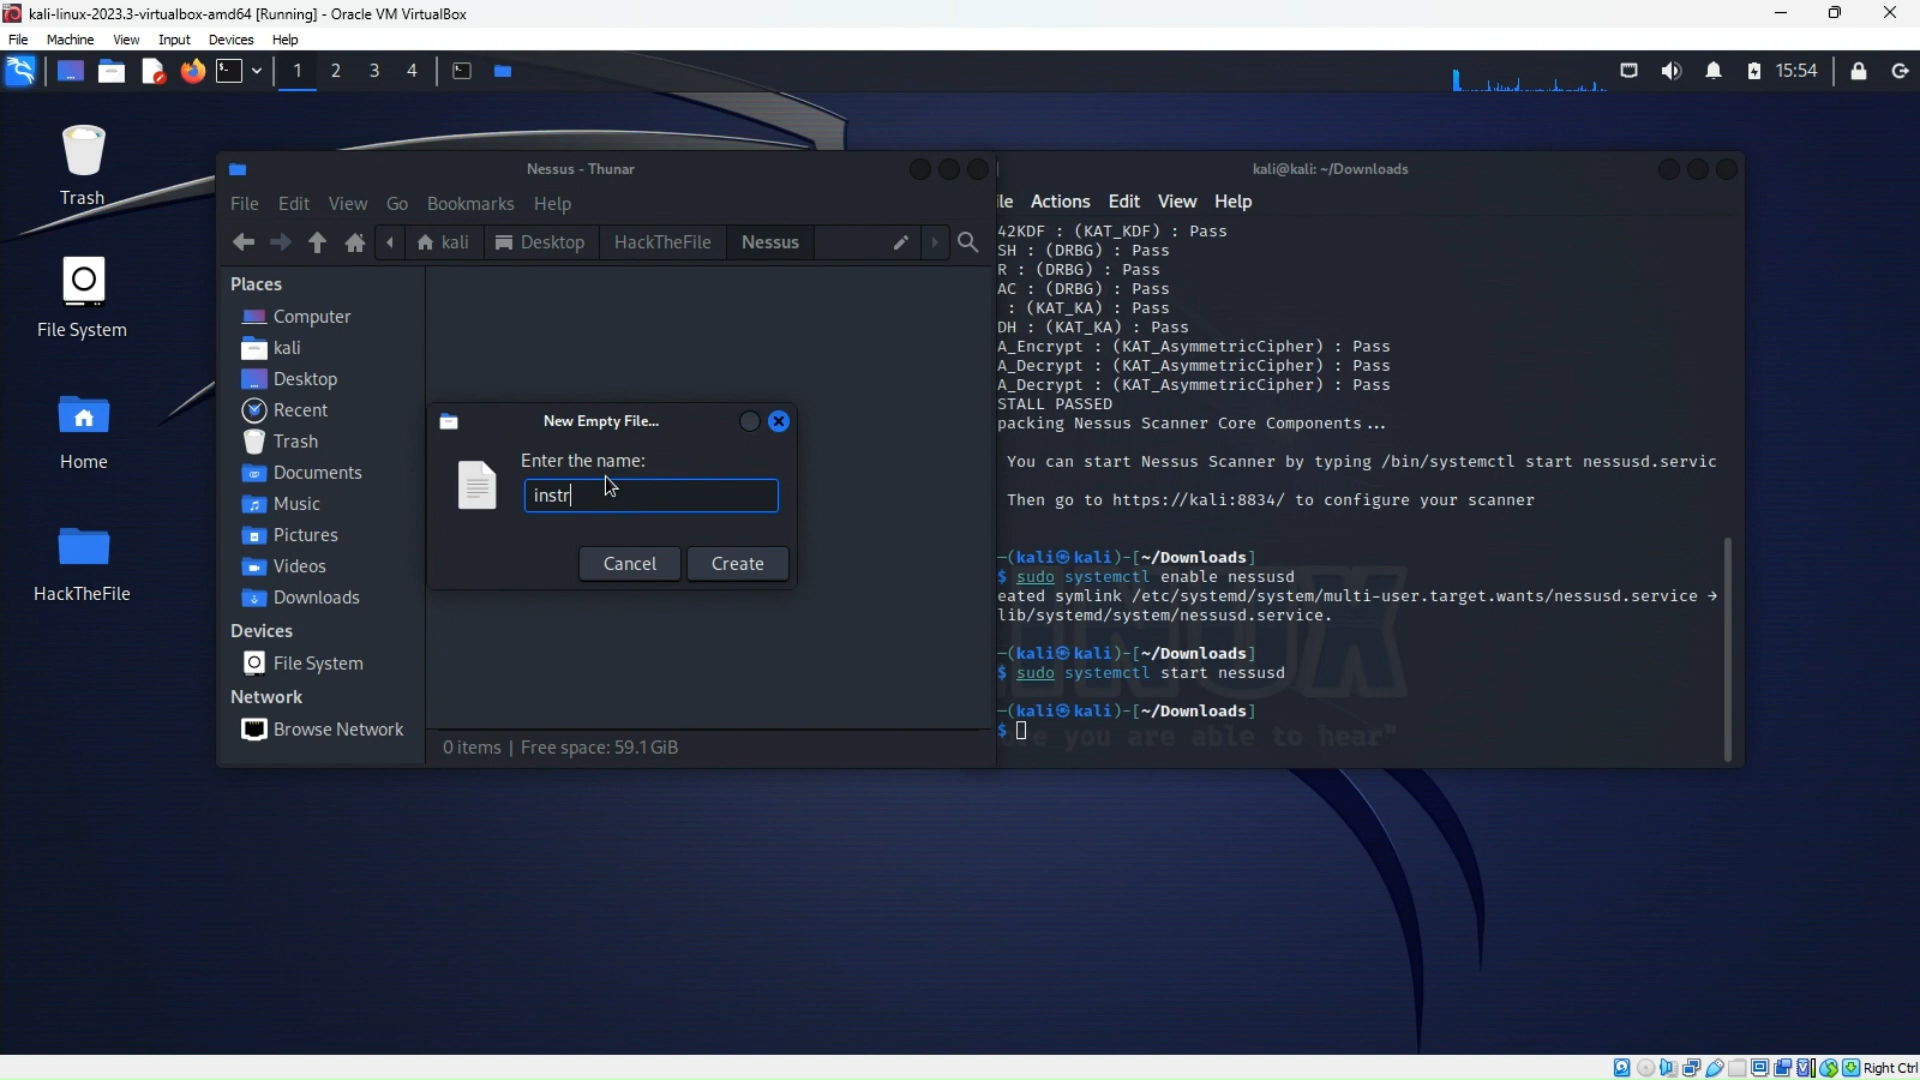 kali-linux-2023.3-virtualbox-amd64 [Running] - Oracle VM VirtualBox
File Machine View Input Devices Help
1 2 3 4 15:54
Trash
File System
Home
HackTheFile
Nessus - Thunar
File Edit View Go Bookmarks Help
kali Desktop HackTheFile Nessus
Places
Computer
kali
Desktop
Recent
Trash
Documents
Music
Pictures
Videos
Downloads
Devices
File System
Network
Browse Network
0 items | Free space: 59.1 GiB
New Empty File...
Enter the name:
instr
Cancel Create
kali@kali: ~/Downloads
ile Actions Edit View Help
42KDF : (KAT_KDF) : Pass
SH : (DRBG) : Pass
R : (DRBG) : Pass
AC : (DRBG) : Pass
: (KAT_KA) : Pass
DH : (KAT_KA) : Pass
A_Encrypt : (KAT_AsymmetricCipher) : Pass
A_Decrypt : (KAT_AsymmetricCipher) : Pass
A_Decrypt : (KAT_AsymmetricCipher) : Pass
STALL PASSED
packing Nessus Scanner Core Components ...
You can start Nessus Scanner by typing /bin/systemctl start nessusd.servic
Then go to https://kali:8834/ to configure your scanner
-(kali㉿kali)-[~/Downloads]
$ sudo systemctl enable nessusd
eated symlink /etc/systemd/system/multi-user.target.wants/nessusd.service →
lib/systemd/system/nessusd.service.
-(kali㉿kali)-[~/Downloads]
$ sudo systemctl start nessusd
-(kali㉿kali)-[~/Downloads]
$
you are able to hear"
Right Ctrl